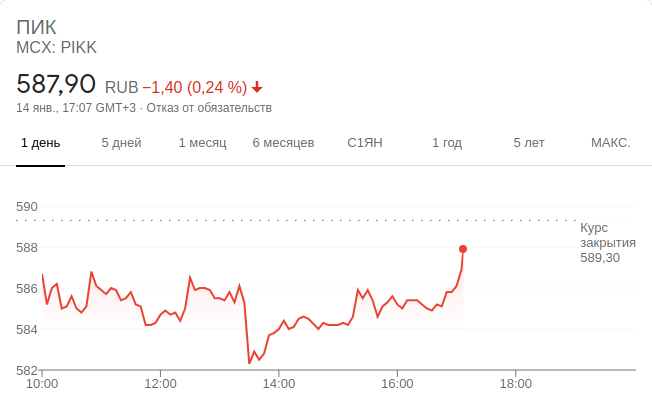 ПИК
MCX: PIKK
587,90 RUB −1,40 (0,24 %)
14 янв., 17:07 GMT+3 · Отказ от обязательств
1 день 5 дней 1 месяц 6 месяцев С1ЯН 1 год 5 лет МАКС.
590
Курс
закрытия
589,30
588
586
584
582
10:00 12:00 14:00 16:00 18:00